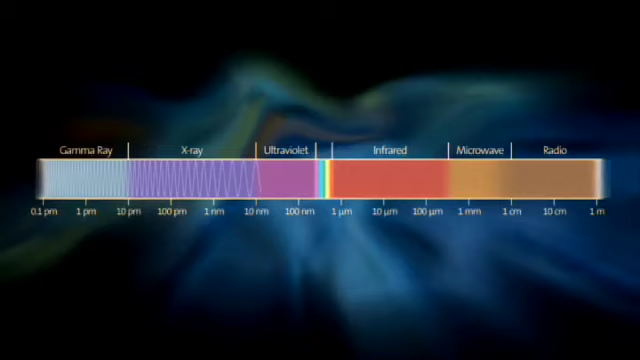 Gamma Ray X-ray Ultraviolet Infrared Microwave Radio
0.1 pm 1 pm 10 pm 100 pm 1 nm 10 nm 100 nm 1 µm 10 µm 100 µm 1 mm 1 cm 10 cm 1 m